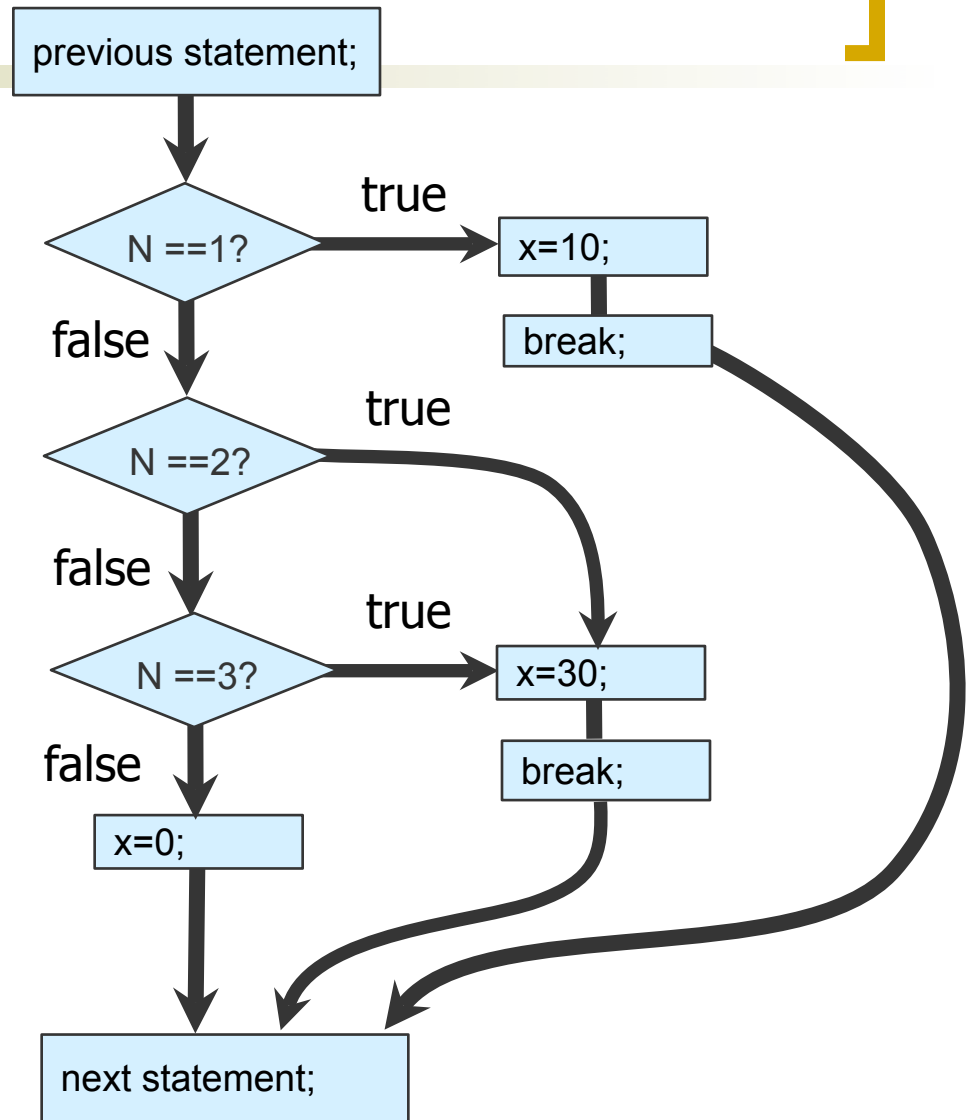 previous statement;
true
N ==1?
x=10;
false
break;
true
N ==2?
false
true
N ==3?
x=30;
false
break;
x=0;
next statement;